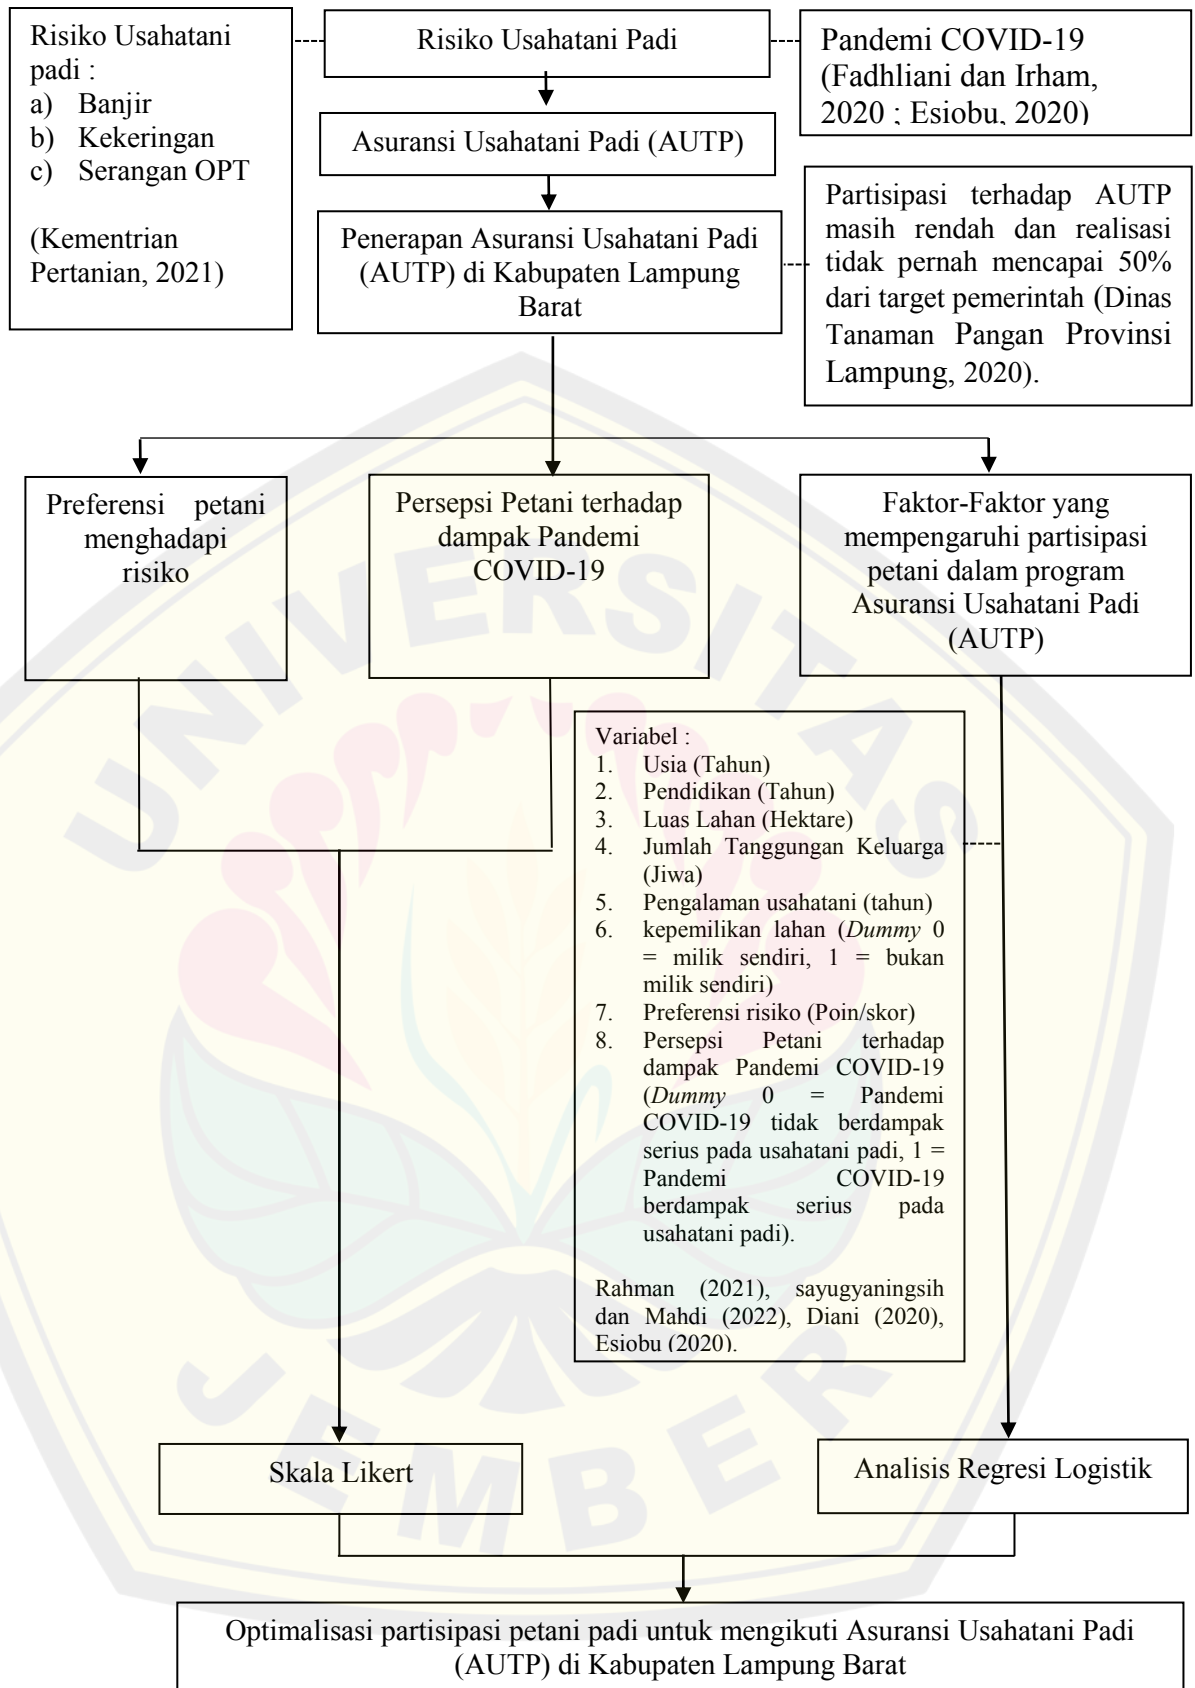 Risiko Usahatani
padi :
a) Banjir
b) Kekeringan
c) Serangan OPT
(Kementrian
Pertanian, 2021)
Risiko Usahatani Padi
Pandemi COVID-19
(Fadhliani dan Irham,
2020 ; Esiobu, 2020)
Asuransi Usahatani Padi (AUTP)
Penerapan Asuransi Usahatani Padi
(AUTP) di Kabupaten Lampung
Barat
Partisipasi terhadap AUTP
masih rendah dan realisasi
tidak pernah mencapai 50%
dari target pemerintah (Dinas
Tanaman Pangan Provinsi
Lampung, 2020).
Preferensi petani
menghadapi
risiko
Persepsi Petani terhadap
dampak Pandemi
COVID-19
Faktor-Faktor yang
mempengaruhi partisipasi
petani dalam program
Asuransi Usahatani Padi
(AUTP)
Variabel :
1. Usia (Tahun)
2. Pendidikan (Tahun)
3. Luas Lahan (Hektare)
4. Jumlah Tanggungan Keluarga
(Jiwa)
5. Pengalaman usahatani (tahun)
6. kepemilikan lahan (Dummy 0
= milik sendiri, 1 = bukan
milik sendiri)
7. Preferensi risiko (Poin/skor)
8. Persepsi Petani terhadap
dampak Pandemi COVID-19
(Dummy 0 = Pandemi
COVID-19 tidak berdampak
serius pada usahatani padi, 1 =
Pandemi COVID-19
berdampak serius pada
usahatani padi).
Rahman (2021), sayugyaningsih
dan Mahdi (2022), Diani (2020),
Esiobu (2020).
Skala Likert
Analisis Regresi Logistik
Optimalisasi partisipasi petani padi untuk mengikuti Asuransi Usahatani Padi
(AUTP) di Kabupaten Lampung Barat
UNIVERSITAS
JEMBER